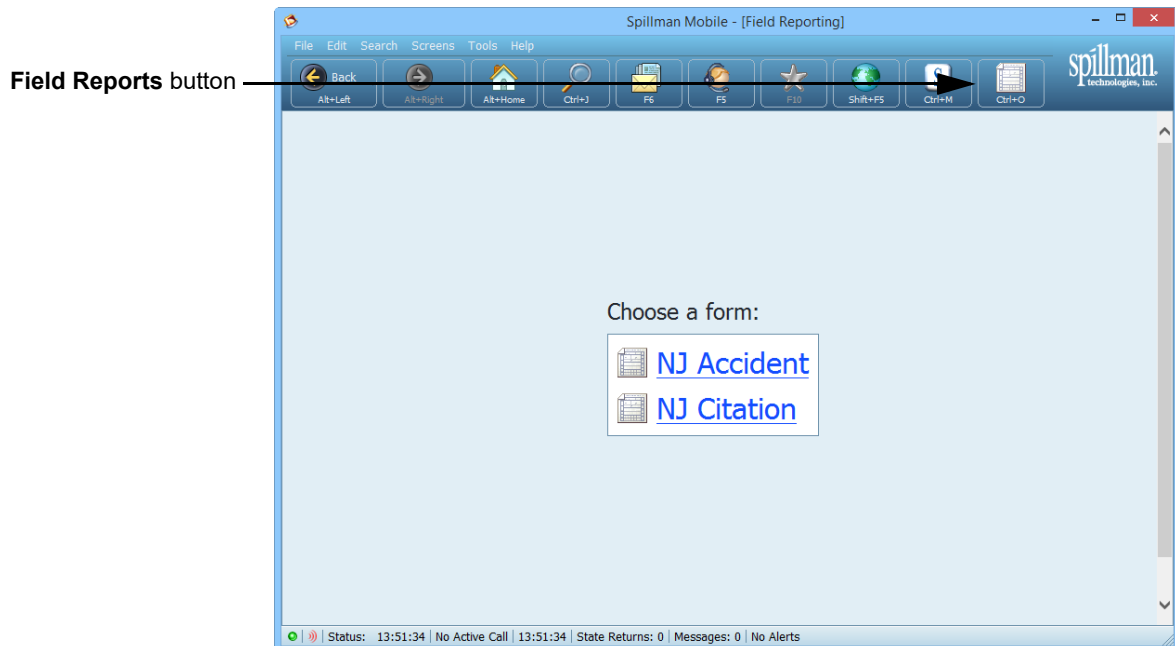 Spillman Mobile - [Field Reporting]
File Edit Search Screens Tools Help
Field Reports button
Back
Alt+Left
Alt+Right
Alt+Home
Ctrl+J
F6
F5
F10
Shift+F5
S
Ctrl+M
Ctrl+O
spillman.
technologies, inc.
Choose a form:
NJ Accident
NJ Citation
Status: 13:51:34 | No Active Call | 13:51:34 | State Returns: 0 | Messages: 0 | No Alerts